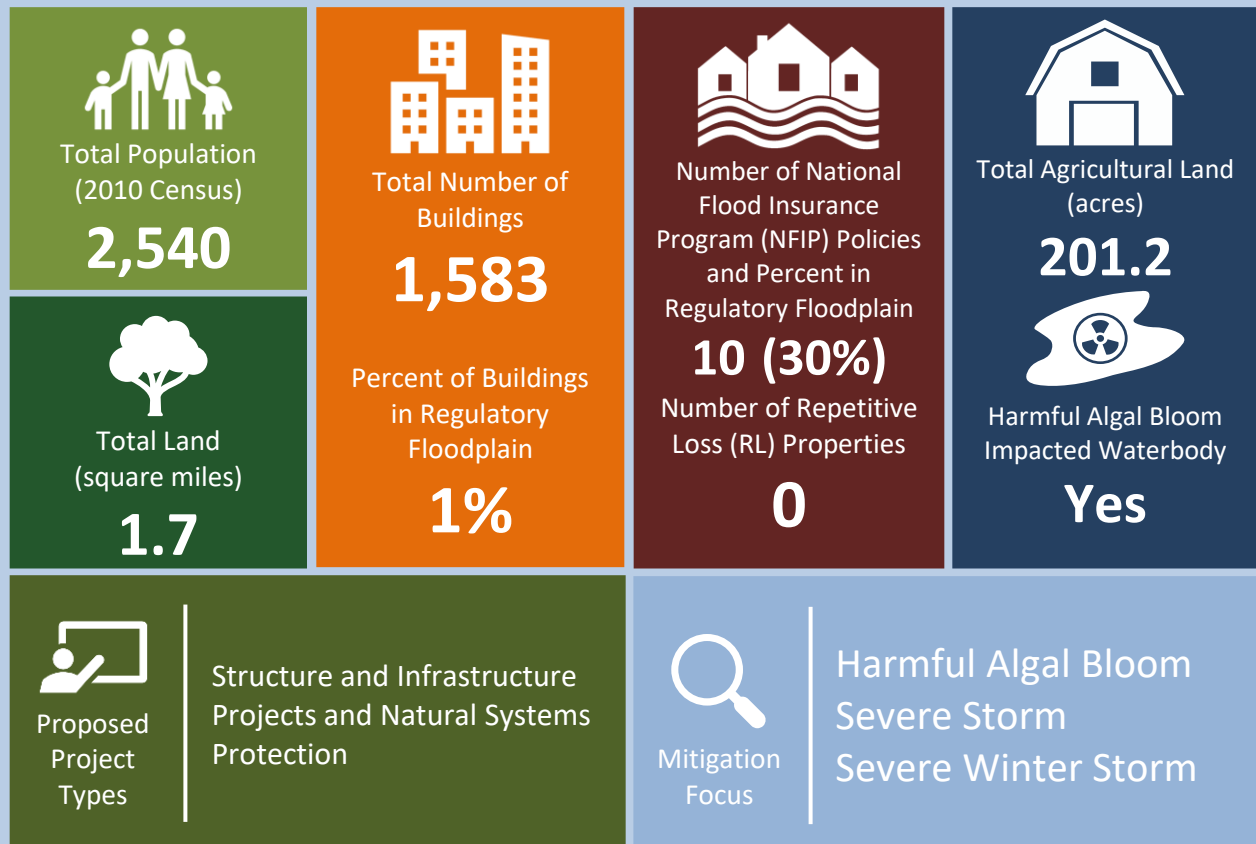 Total Population
(2010 Census)
2,540
Total Land
(square miles)
1.7
Total Number of
Buildings
1,583
Percent of Buildings
in Regulatory
Floodplain
1%
Number of National
Flood Insurance
Program (NFIP) Policies
and Percent in
Regulatory Floodplain
10 (30%)
Number of Repetitive
Loss (RL) Properties
0
Total Agricultural Land
(acres)
201.2
Harmful Algal Bloom
Impacted Waterbody
Yes
Proposed
Project
Types
Structure and Infrastructure
Projects and Natural Systems
Protection
Mitigation
Focus
Harmful Algal Bloom
Severe Storm
Severe Winter Storm